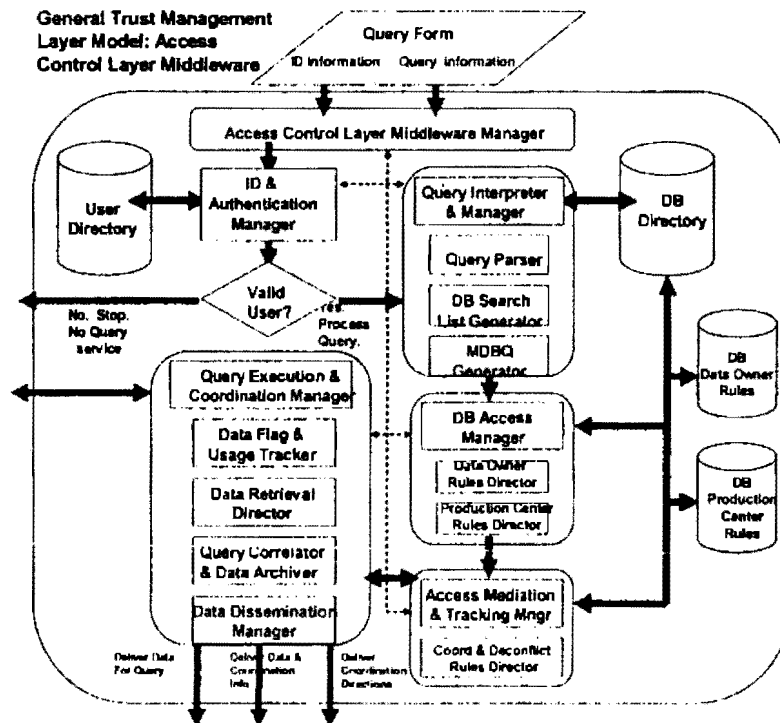 General Trust Management
Layer Model: Access
Control Layer Middleware
Query Form
ID Information
Query Information
Access Control Layer Middleware Manager
User
Directory
ID &
Authentication
Manager
Query Interpreter
& Manager
Query Parser
DB Search
List Generator
MDBQ
Generator
DB
Directory
Valid
User?
No. Stop.
No Query
service
Yes.
Process
Query.
DB
Data Owner
Rules
Query Execution &
Coordination Manager
Data Flag &
Usage Tracker
Data Retrieval
Director
Query Correlator
& Data Archiver
Data Dissemination
Manager
DB Access
Manager
Data Owner
Rules Director
Production Center
Rules Director
DB
Production
Center
Rules
Access Mediation
& Tracking Mngr
Coord & Deconflict
Rules Director
Deliver Data
For Query
Deliver Data &
Coordination
Info
Deliver
Coordination
Directions